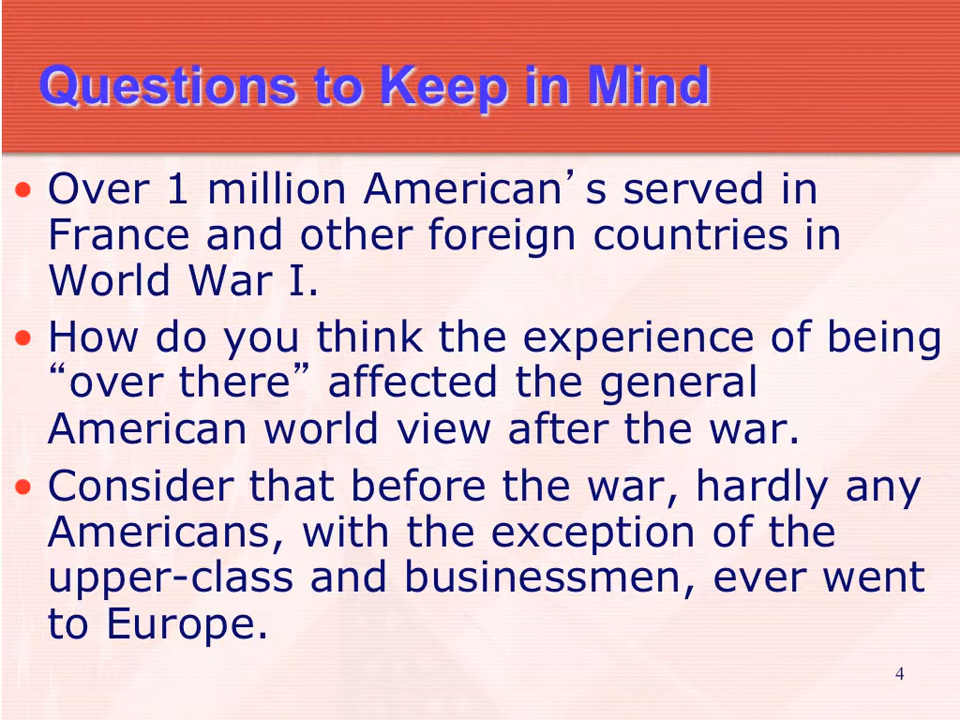 Questions to Keep in Mind
• Over 1 million American’s served in
France and other foreign countries in
World War I.
• How do you think the experience of being
“over there” affected the general
American world view after the war.
• Consider that before the war, hardly any
Americans, with the exception of the
upper-class and businessmen, ever went
to Europe.
4